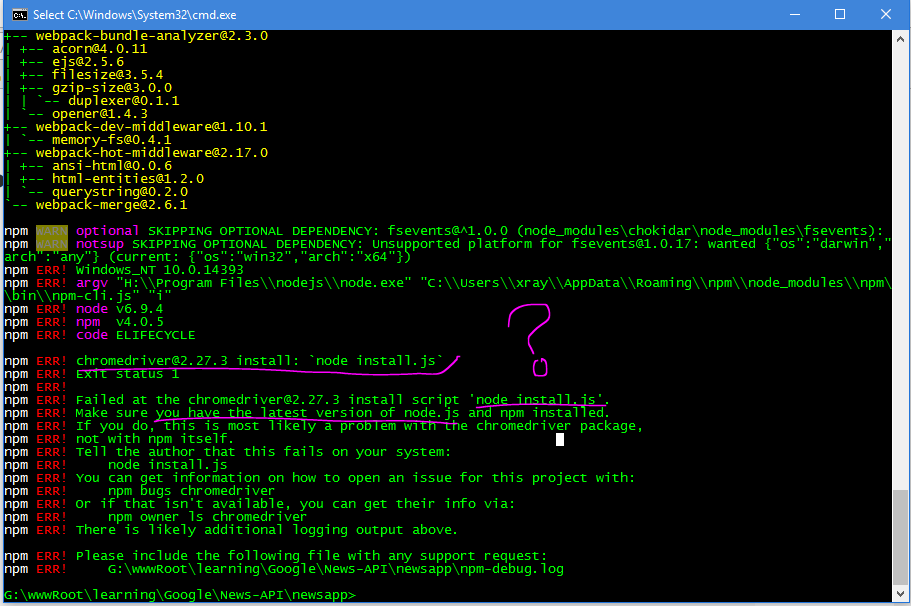 Select C:\Windows\System32\cmd.exe
+-- webpack-bundle-analyzer@2.3.0
| +-- acorn@4.0.11
| +-- ejs@2.5.6
| +-- filesize@3.5.4
| +-- gzip-size@3.0.0
| | `-- duplexer@0.1.1
| `-- opener@1.4.3
+-- webpack-dev-middleware@1.10.1
| `-- memory-fs@0.4.1
+-- webpack-hot-middleware@2.17.0
| +-- ansi-html@0.0.6
| +-- html-entities@1.2.0
| `-- querystring@0.2.0
`-- webpack-merge@2.6.1
npm WARN optional SKIPPING OPTIONAL DEPENDENCY: fsevents@^1.0.0 (node_modules\chokidar\node_modules\fsevents):
npm WARN notsup SKIPPING OPTIONAL DEPENDENCY: Unsupported platform for fsevents@1.0.17: wanted {"os":"darwin","
arch":"any"} (current: {"os":"win32","arch":"x64"})
npm ERR! Windows_NT 10.0.14393
npm ERR! argv "H:\\Program Files\\nodejs\\node.exe" "C:\\Users\\xray\\AppData\\Roaming\\npm\\node_modules\\npm\
\bin\\npm-cli.js" "i"
npm ERR! node v6.9.4
npm ERR! npm  v4.0.5
npm ERR! code ELIFECYCLE
?
npm ERR! chromedriver@2.27.3 install: `node install.js`
npm ERR! Exit status 1
npm ERR!
npm ERR! Failed at the chromedriver@2.27.3 install script 'node install.js'.
npm ERR! Make sure you have the latest version of node.js and npm installed.
npm ERR! If you do, this is most likely a problem with the chromedriver package,
npm ERR! not with npm itself.
npm ERR! Tell the author that this fails on your system:
npm ERR!     node install.js
npm ERR! You can get information on how to open an issue for this project with:
npm ERR!     npm bugs chromedriver
npm ERR! Or if that isn't available, you can get their info via:
npm ERR!     npm owner ls chromedriver
npm ERR! There is likely additional logging output above.
npm ERR! Please include the following file with any support request:
npm ERR!     G:\wwwRoot\learning\Google\News-API\newsapp\npm-debug.log
G:\wwwRoot\learning\Google\News-API\newsapp>